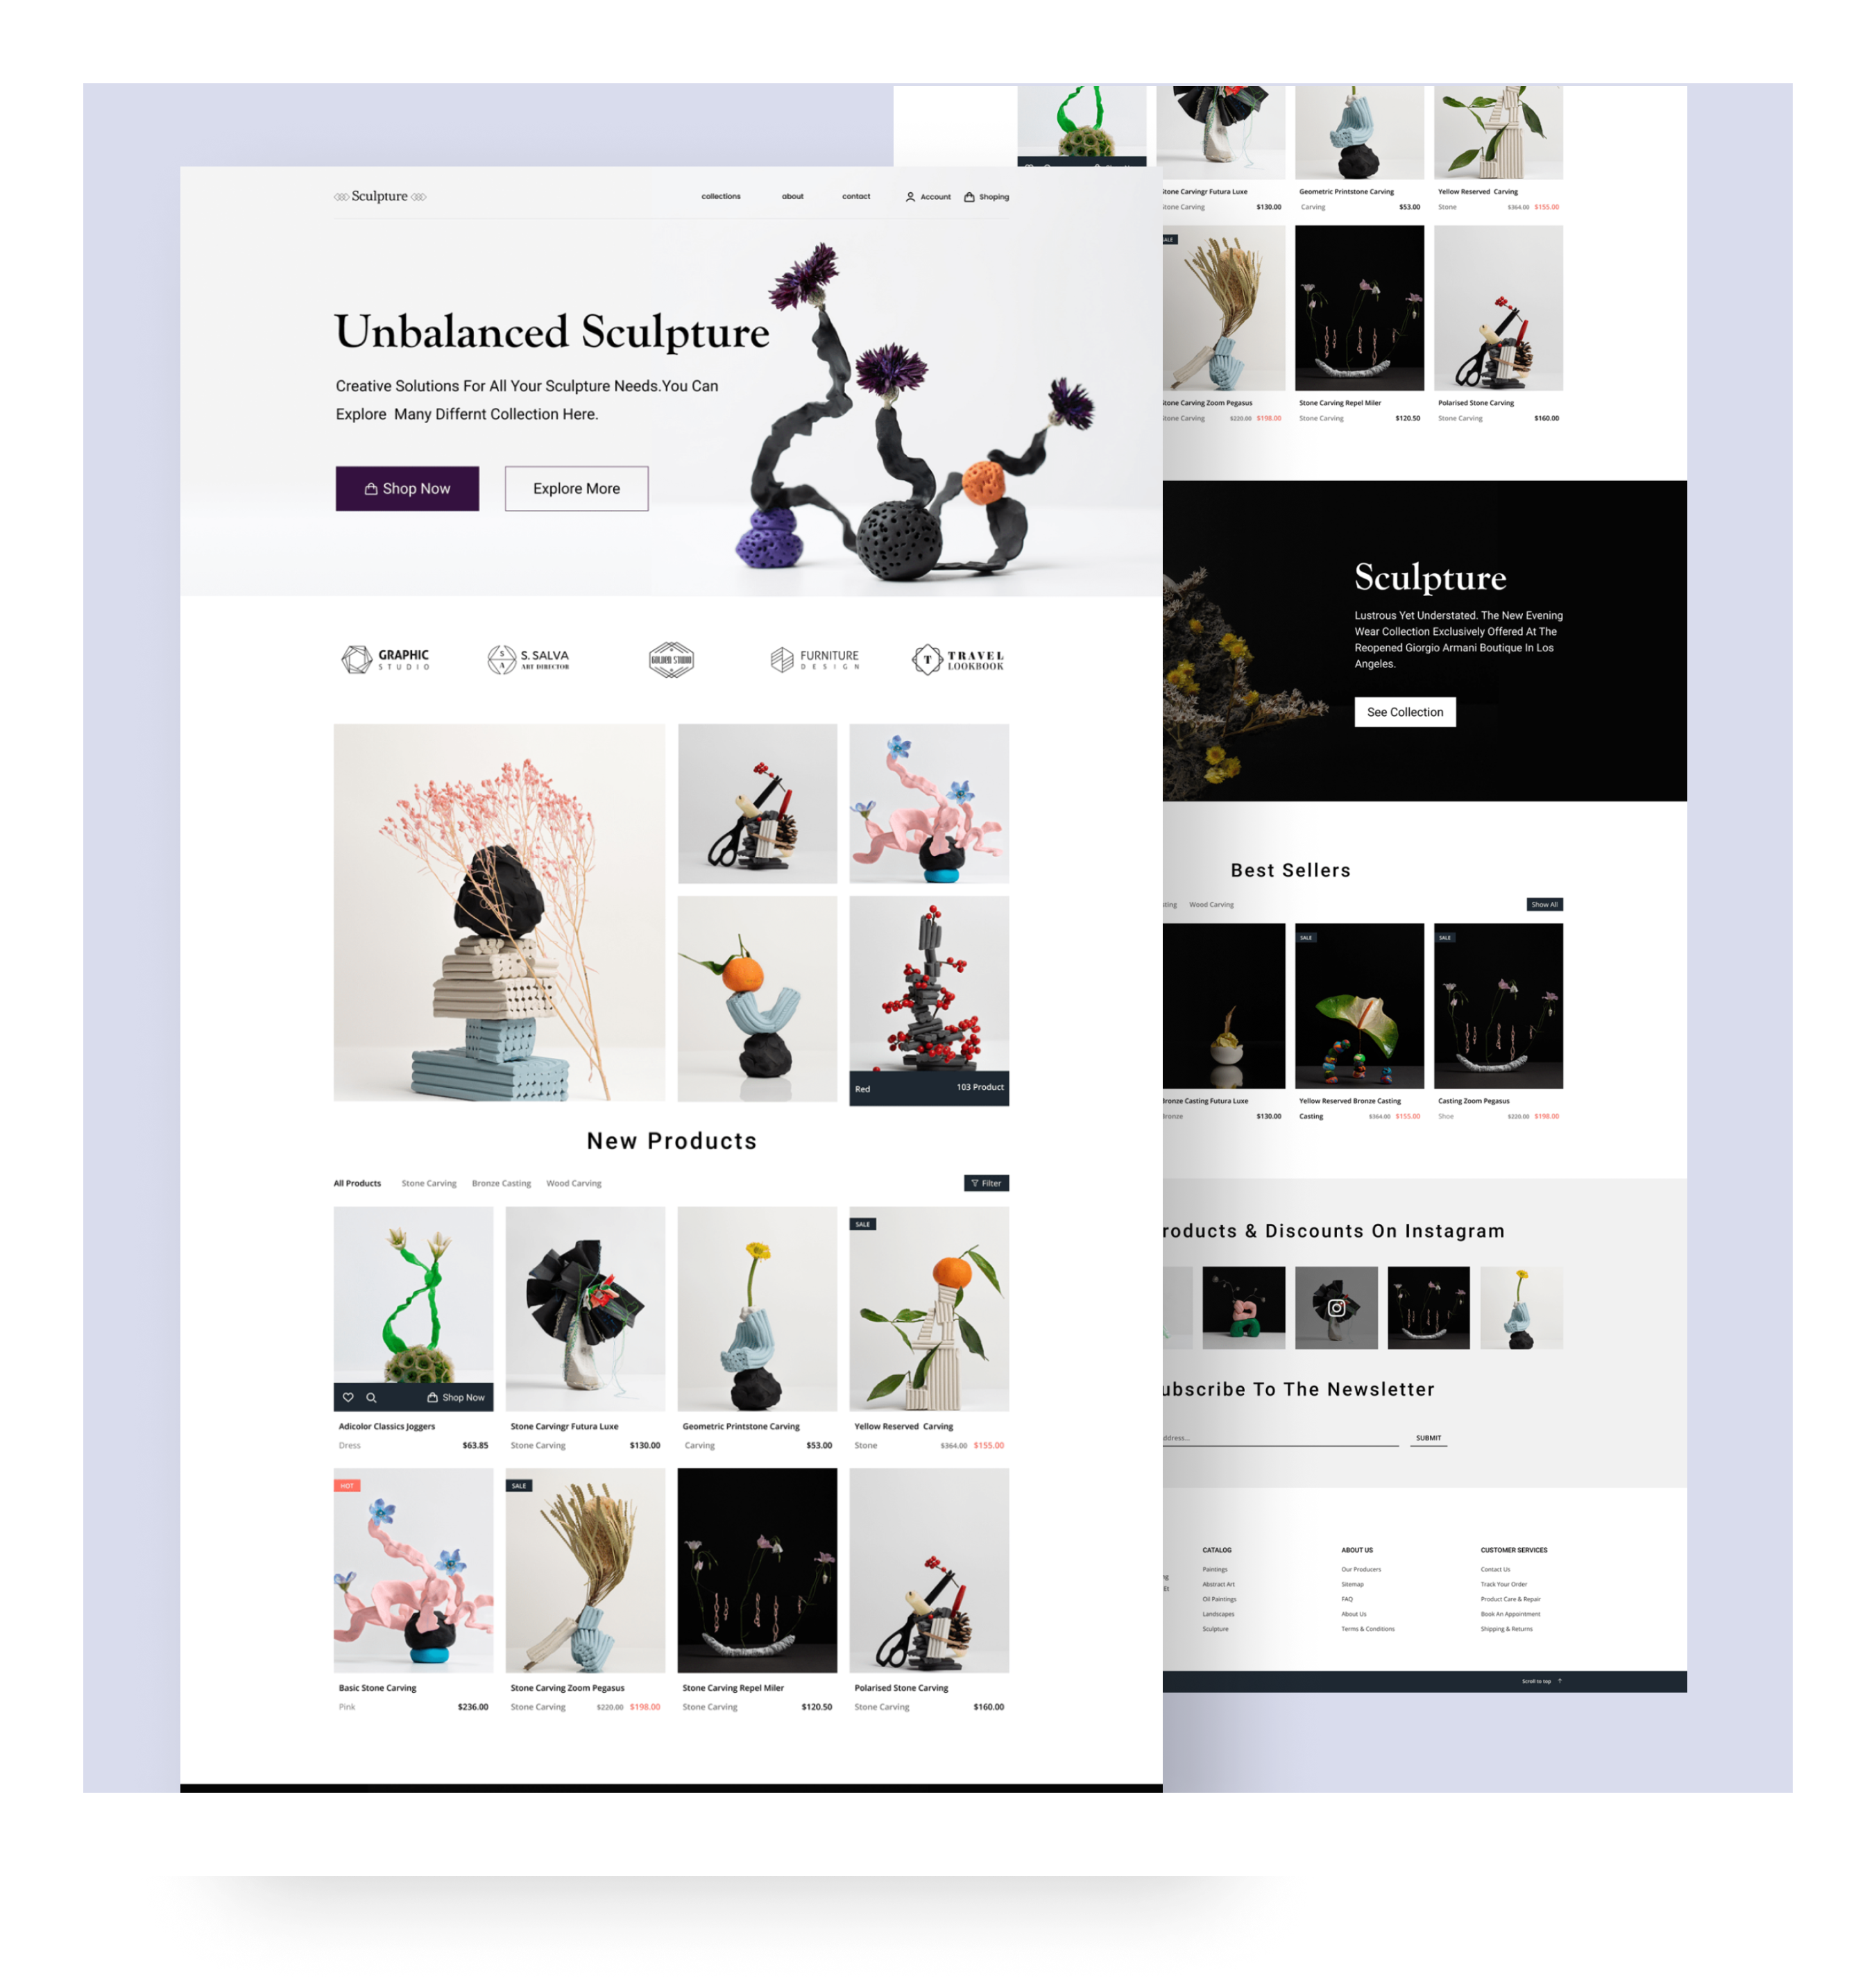 Sculpture
collections about contact Account Shoping
Unbalanced Sculpture
Creative Solutions For All Your Sculpture Needs.You Can
Explore Many Differnt Collection Here.
Shop Now Explore More
GRAPHIC
STUDIO
S
A
S. SALVA
ART DIRECTOR
GOLDEN STUDIO
FURNITURE
DESIGN
T
TRAVEL
LOOKBOOK
Red 103 Product
New Products
All Products Stone Carving Bronze Casting Wood Carving Filter
SALE
Shop Now
Adicolor Classics Joggers
Dress $63.85
Stone Carvingr Futura Luxe
Stone Carving $130.00
Geometric Printstone Carving
Carving $53.00
Yellow Reserved Carving
Stone $364.00 $155.00
HOT
SALE
Basic Stone Carving
Pink $236.00
Stone Carving Zoom Pegasus
Stone Carving $220.00 $198.00
Stone Carving Repel Miler
Stone Carving $120.50
Polarised Stone Carving
Stone Carving $160.00
Stone Carvingr Futura Luxe
Stone Carving $130.00
Geometric Printstone Carving
Carving $53.00
Yellow Reserved Carving
Stone $364.00 $155.00
Stone Carving Zoom Pegasus
Stone Carving $220.00 $198.00
Stone Carving Repel Miler
Stone Carving $120.50
Polarised Stone Carving
Stone Carving $160.00
Sculpture
Lustrous Yet Understated. The New Evening
Wear Collection Exclusively Offered At The
Reopened Giorgio Armani Boutique In Los
Angeles.
See Collection
Best Sellers
sting Wood Carving Show All
SALE
SALE
Bronze Casting Futura Luxe
Bronze $130.00
Yellow Reserved Bronze Casting
Casting $364.00 $155.00
Casting Zoom Pegasus
Shoe $220.00 $198.00
roducts & Discounts On Instagram
ubscribe To The Newsletter
ddress... SUBMIT
CATALOG
Paintings
Abstract Art
Oil Paintings
Landscapes
Sculpture
ABOUT US
Our Producers
Sitemap
FAQ
About Us
Terms & Conditions
CUSTOMER SERVICES
Contact Us
Track Your Order
Product Care & Repair
Book An Appointment
Shipping & Returns
Scroll to top